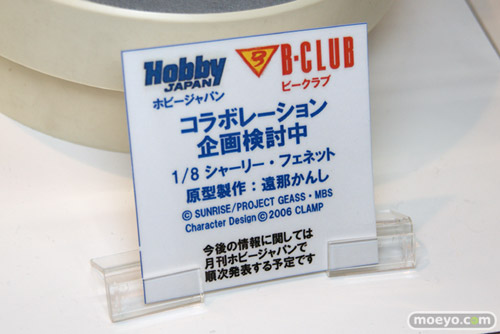 Hobby JAPAN B-CLUB
ホビージャパン ビークラブ
コラボレーション
企画検討中
1/8 シャーリー・フェネット
原型製作：遠那かんし
© SUNRISE/PROJECT GEASS・MBS
Character Design ©2006 CLAMP
今後の情報に関しては
月刊ホビージャパンで
順次発表する予定です
moeyo.com